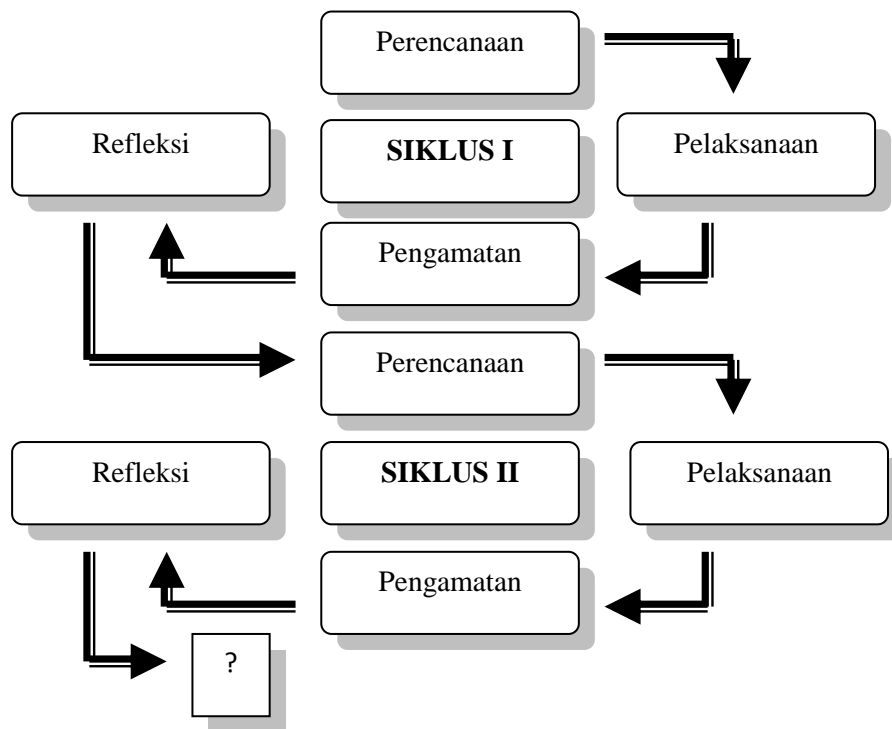 Perencanaan
Refleksi
SIKLUS I
Pelaksanaan
Pengamatan
Perencanaan
Refleksi
SIKLUS II
Pelaksanaan
Pengamatan
?